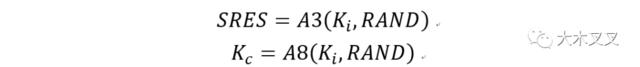 SRES = A3(K_i, RAND)
K_c = A8(K_i, RAND)
大木叉叉